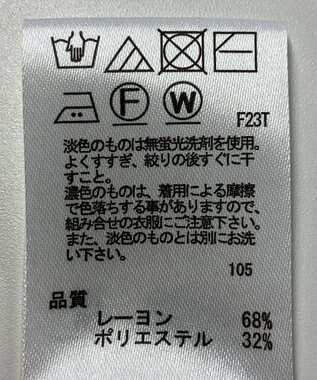 F W F23T
淡色のものは無蛍光洗剤を使用。
よくすすぎ、絞りの後すぐに干
すこと。
濃色のものは、着用による摩擦
で色落ちする事がありますので、
組み合せの衣服にご注意下さい。
また、淡色のものとは別にお洗
い下さい。
105
品質
レーヨン 68%
ポリエステル 32%